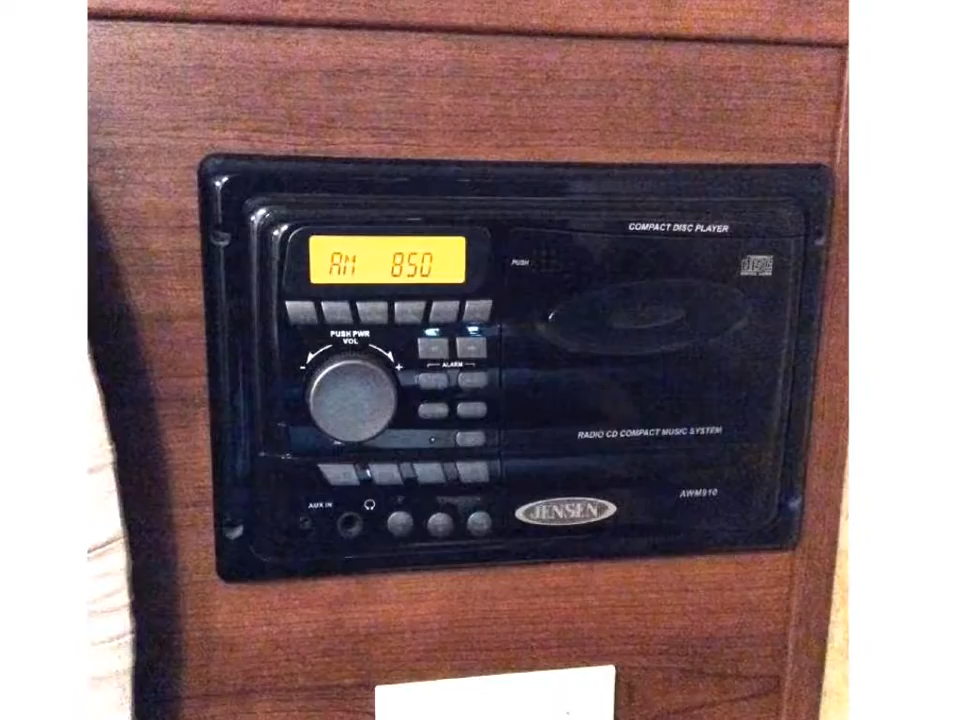 COMPACT DISC PLAYER
AM 850
PUSH
disc
PUSH PWR
VOL
- +
ALARM
RADIO CD COMPACT MUSIC SYSTEM
AWM910
AUX IN
JENSEN